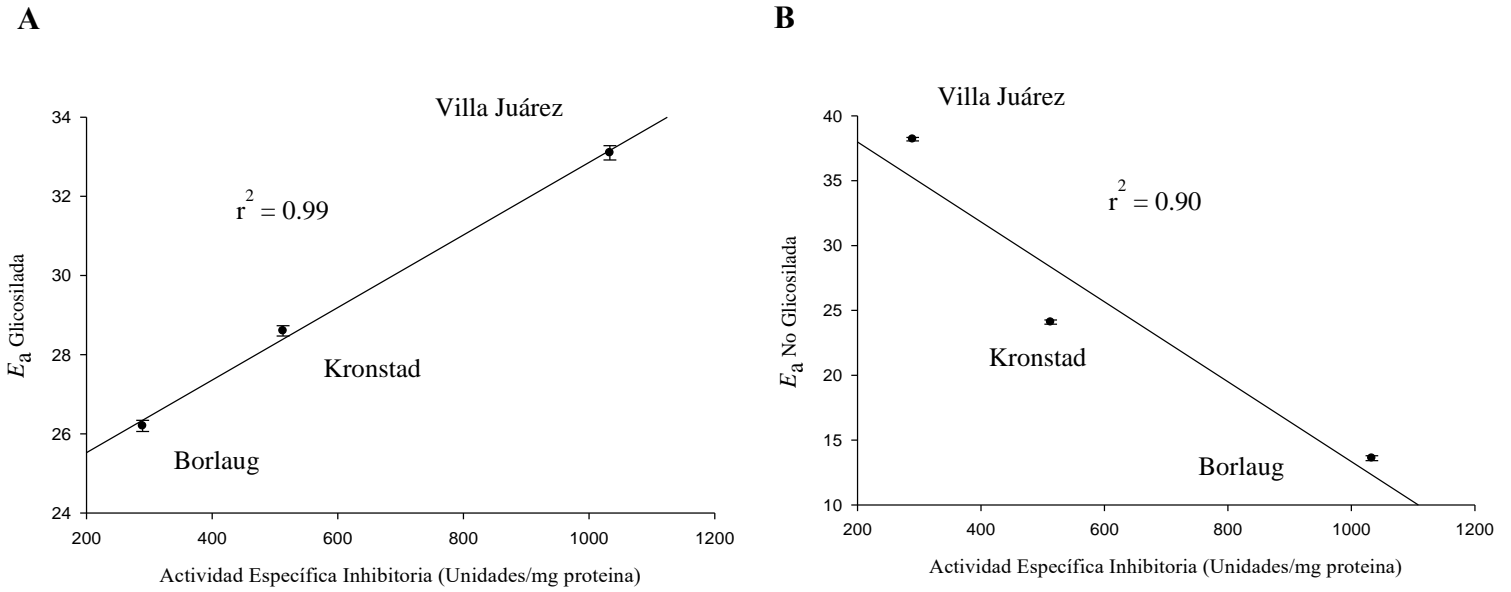 A
34
32
30
28
26
24
200
400
600
800
1000
1200
Villa Juárez
r2 = 0.99
Kronstad
Borlaug
Ea Glicosilada
Actividad Específica Inhibitoria (Unidades/mg proteina)
B
40
35
30
25
20
15
10
200
400
600
800
1000
1200
Villa Juárez
r2 = 0.90
Kronstad
Borlaug
Ea No Glicosilada
Actividad Específica Inhibitoria (Unidades/mg proteina)